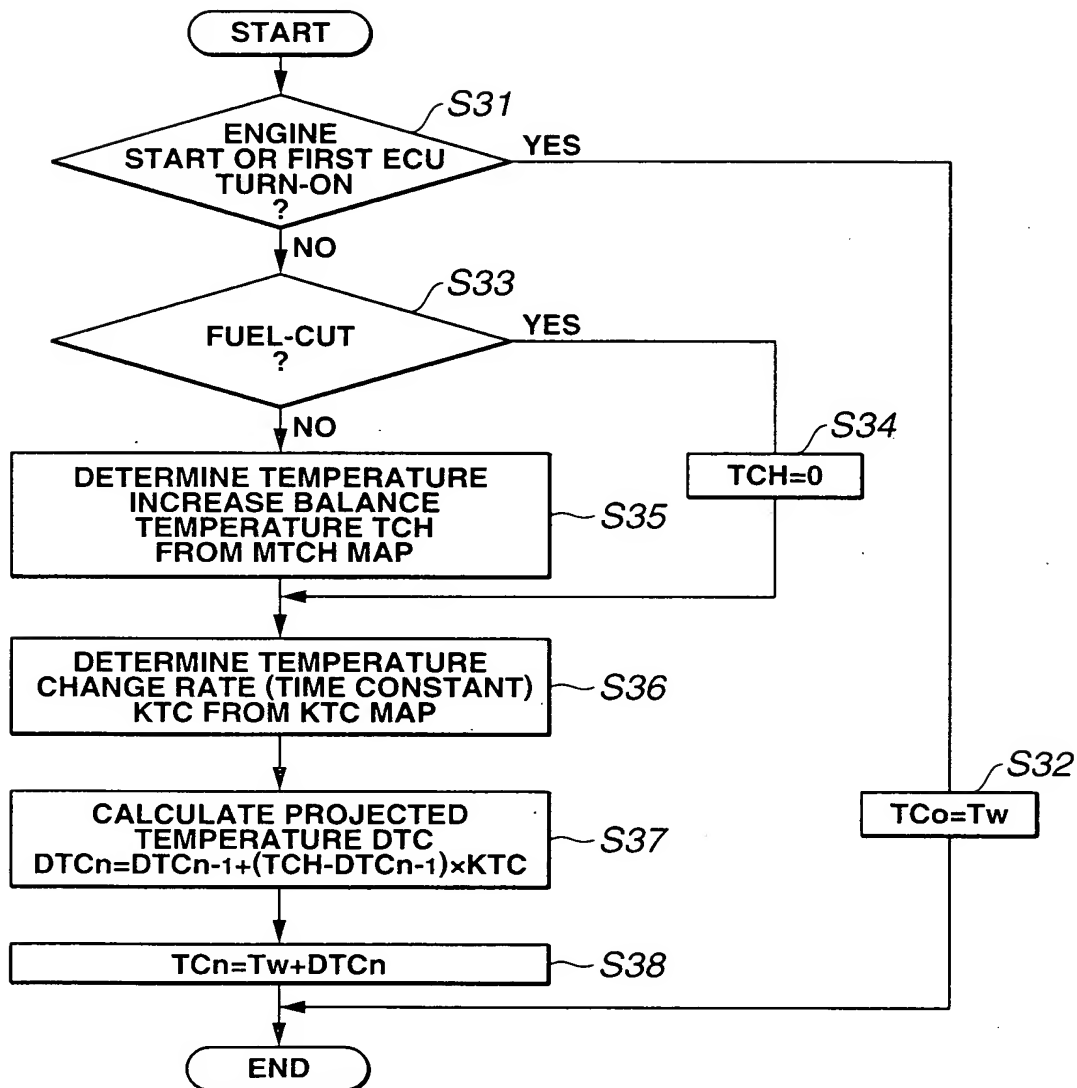 START
S31
ENGINE
START OR FIRST ECU
TURN-ON
?
YES
NO
S33
FUEL-CUT
?
YES
NO
S34
TCH=0
DETERMINE TEMPERATURE
INCREASE BALANCE
TEMPERATURE TCH
FROM MTCH MAP
S35
DETERMINE TEMPERATURE
CHANGE RATE (TIME CONSTANT)
KTC FROM KTC MAP
S36
S32
TCo=Tw
CALCULATE PROJECTED
TEMPERATURE DTC
DTCn=DTCn-1+(TCH-DTCn-1)×KTC
S37
TCn=Tw+DTCn
S38
END